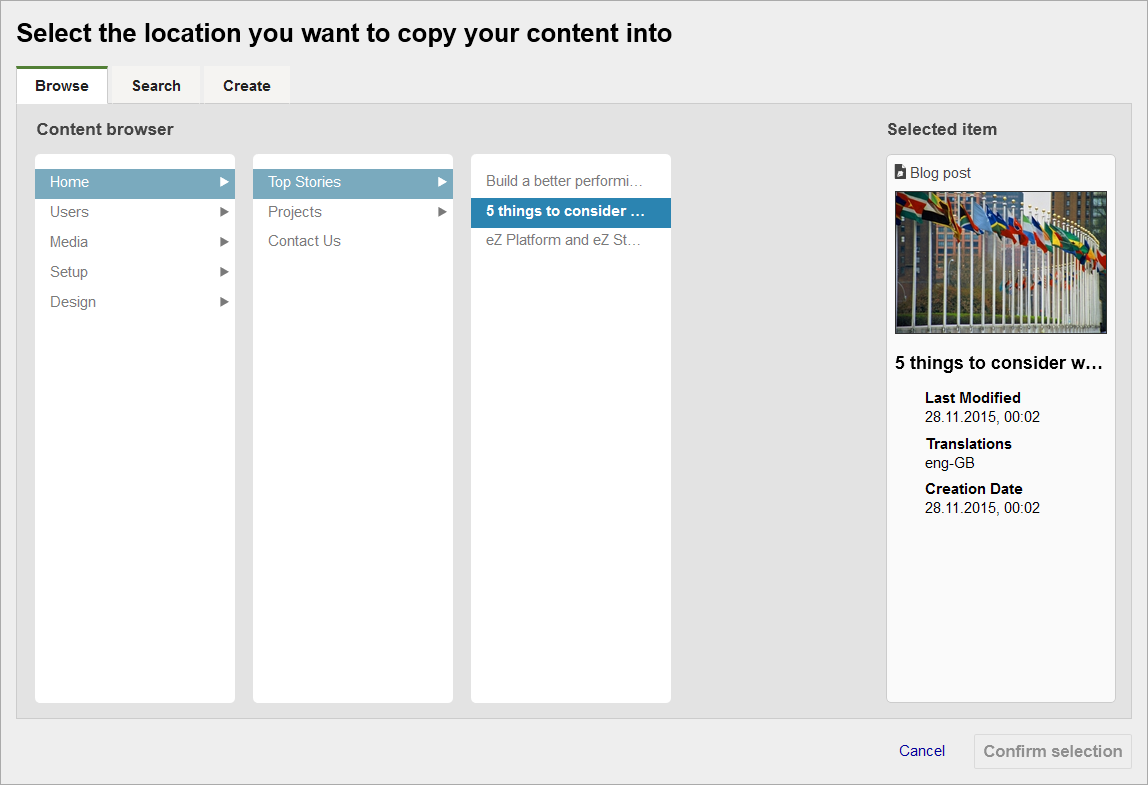 Select the location you want to copy your content into
Browse
Search
Create
Content browser
Home
Users
Media
Setup
Design
Top Stories
Projects
Contact Us
Build a better performi…
5 things to consider …
eZ Platform and eZ St…
Selected item
Blog post
5 things to consider w…
Last Modified
28.11.2015, 00:02
Translations
eng-GB
Creation Date
28.11.2015, 00:02
Cancel
Confirm selection